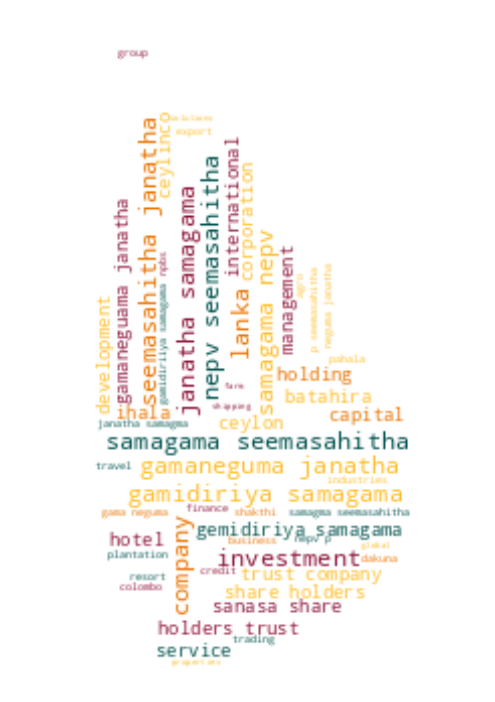 group
solutions
export
janatha
ceylinco
seemasahitha
gamaneguama janatha
development
npbs
gamidiriya samagama
janatha samagama
nepv seemasahitha
international
corporation
lanka
samagama nepv
management
agro
p seemasahitha
neguma janatha
pahala
holding
farm
batahira
shipping
ihala
capital
janatha samagma
ceylon
samagama seemasahitha
travel
gamaneguma janatha
industries
gamidiriya samagama
gama neguma
finance
shakthi
samagma seemasahitha
company
gemidiriya samagama
hotel
business
nepv p
global
plantation
investment
dakuna
resort
credit
trust company
colombo
share holders
sanasa share
holders trust
trading
service
properties